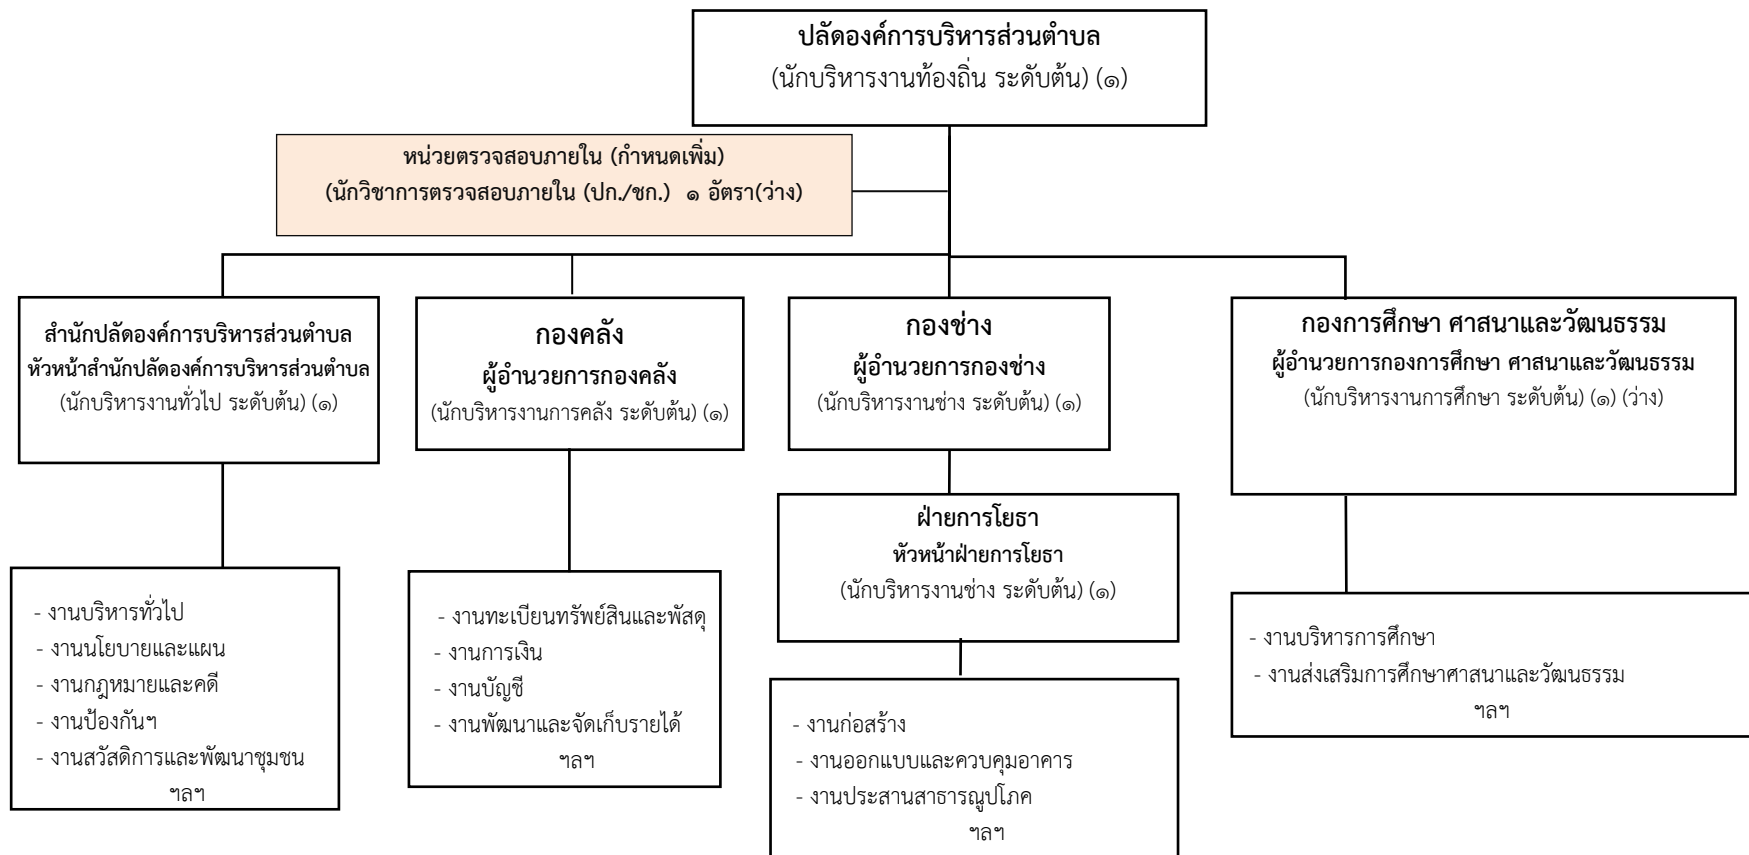 ปลัดองค์การบริหารส่วนตำบล
(นักบริหารงานท้องถิ่น ระดับต้น) (๑)
หน่วยตรวจสอบภายใน (กำหนดเพิ่ม)
(นักวิชาการตรวจสอบภายใน (ปก./ชก.) ๑ อัตรา(ว่าง)
สำนักปลัดองค์การบริหารส่วนตำบล
หัวหน้าสำนักปลัดองค์การบริหารส่วนตำบล
(นักบริหารงานทั่วไป ระดับต้น) (๑)
กองคลัง
ผู้อำนวยการกองคลัง
(นักบริหารงานการคลัง ระดับต้น) (๑)
กองช่าง
ผู้อำนวยการกองช่าง
(นักบริหารงานช่าง ระดับต้น) (๑)
กองการศึกษา ศาสนาและวัฒนธรรม
ผู้อำนวยการกองการศึกษา ศาสนาและวัฒนธรรม
(นักบริหารงานการศึกษา ระดับต้น) (๑) (ว่าง)
ฝ่ายการโยธา
หัวหน้าฝ่ายการโยธา
(นักบริหารงานช่าง ระดับต้น) (๑)
- งานบริหารทั่วไป
- งานนโยบายและแผน
- งานกฎหมายและคดี
- งานป้องกันฯ
- งานสวัสดิการและพัฒนาชุมชน
ฯลฯ
- งานทะเบียนทรัพย์สินและพัสดุ
- งานการเงิน
- งานบัญชี
- งานพัฒนาและจัดเก็บรายได้
ฯลฯ
- งานก่อสร้าง
- งานออกแบบและควบคุมอาคาร
- งานประสานสาธารณูปโภค
ฯลฯ
- งานบริหารการศึกษา
- งานส่งเสริมการศึกษาศาสนาและวัฒนธรรม
ฯลฯ